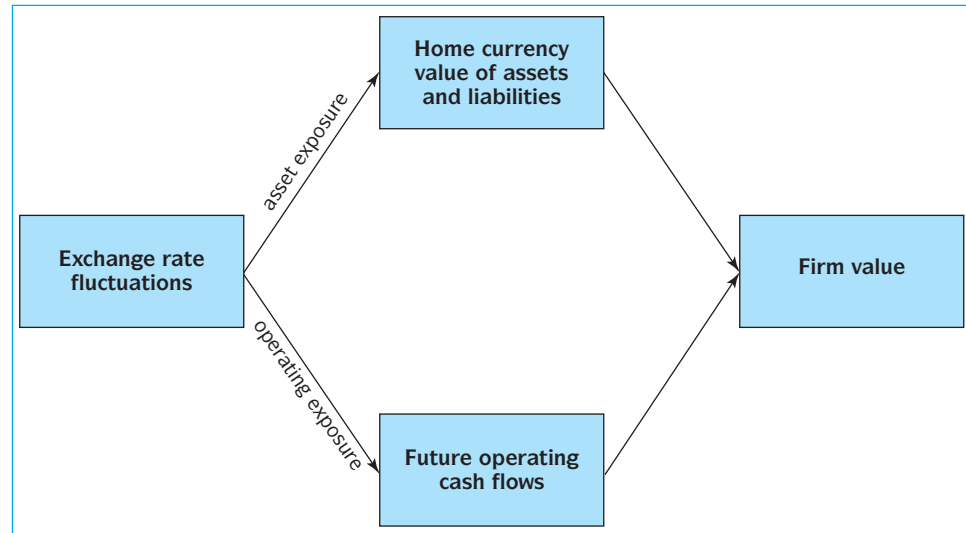 Home currency
value of assets
and liabilities
asset exposure
Exchange rate
fluctuations
Firm value
operating exposure
Future operating
cash flows